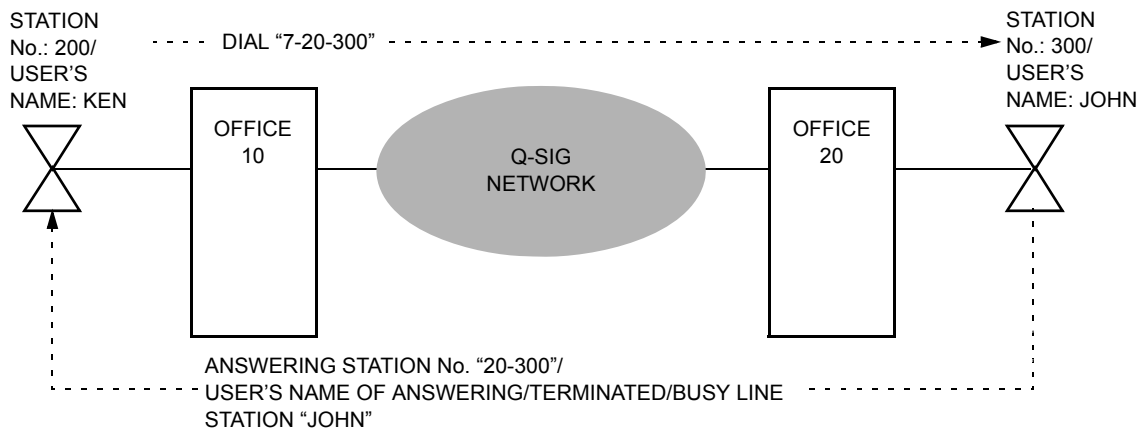 STATION
No.: 200/
USER'S
NAME: KEN
DIAL “7-20-300”
STATION
No.: 300/
USER'S
NAME: JOHN
OFFICE
10
Q-SIG
NETWORK
OFFICE
20
ANSWERING STATION No. “20-300”/
USER'S NAME OF ANSWERING/TERMINATED/BUSY LINE
STATION “JOHN”